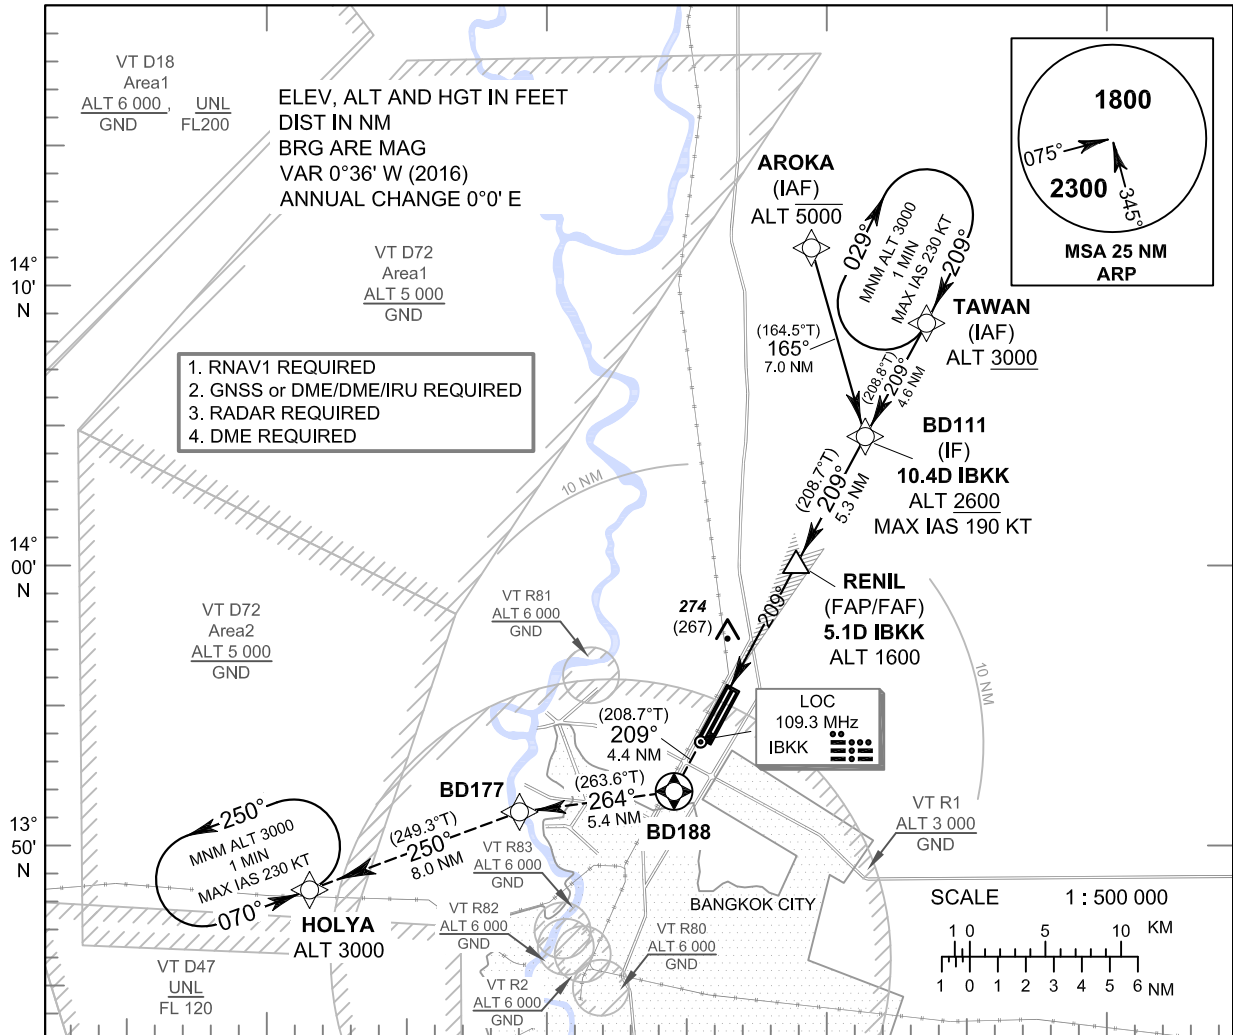 VT D18
Area1
ALT 6 000, UNL
GND FL200
ELEV, ALT AND HGT IN FEET
DIST IN NM
BRG ARE MAG
VAR 0°36' W (2016)
ANNUAL CHANGE 0°0' E
VT D72
Area1
ALT 5 000
GND
14°
10'
N
1. RNAV1 REQUIRED
2. GNSS or DME/DME/IRU REQUIRED
3. RADAR REQUIRED
4. DME REQUIRED
AROKA
(IAF)
ALT 5000
029°
MNM ALT 3000
1 MIN
MAX IAS 230 KT
209°
1800
075°
2300
345°
MSA 25 NM
ARP
TAWAN
(IAF)
ALT 3000
(164.5°T)
165°
7.0 NM
(208.8°T)
209°
4.6 NM
BD111
(IF)
10.4D IBKK
ALT 2600
MAX IAS 190 KT
(208.7°T)
209°
5.3 NM
10 NM
14°
00'
N
RENIL
(FAP/FAF)
5.1D IBKK
ALT 1600
209°
274
(267)
VT R81
ALT 6 000
GND
VT D72
Area2
ALT 5 000
GND
10 NM
LOC
109.3 MHz
IBKK
(208.7°T)
209°
4.4 NM
(263.6°T)
264°
5.4 NM
BD177
BD188
(249.3°T)
250°
8.0 NM
13°
50'
N
250°
MNM ALT 3000
1 MIN
MAX IAS 230 KT
070°
HOLYA
ALT 3000
VT R83
ALT 6 000
GND
VT R1
ALT 3 000
GND
VT R82
ALT 6 000
GND
BANGKOK CITY
VT R80
ALT 6 000
GND
VT R2
ALT 6 000
GND
VT D47
UNL
FL 120
SCALE 1 : 500 000
1 0 5 10 KM
1 0 1 2 3 4 5 6 NM